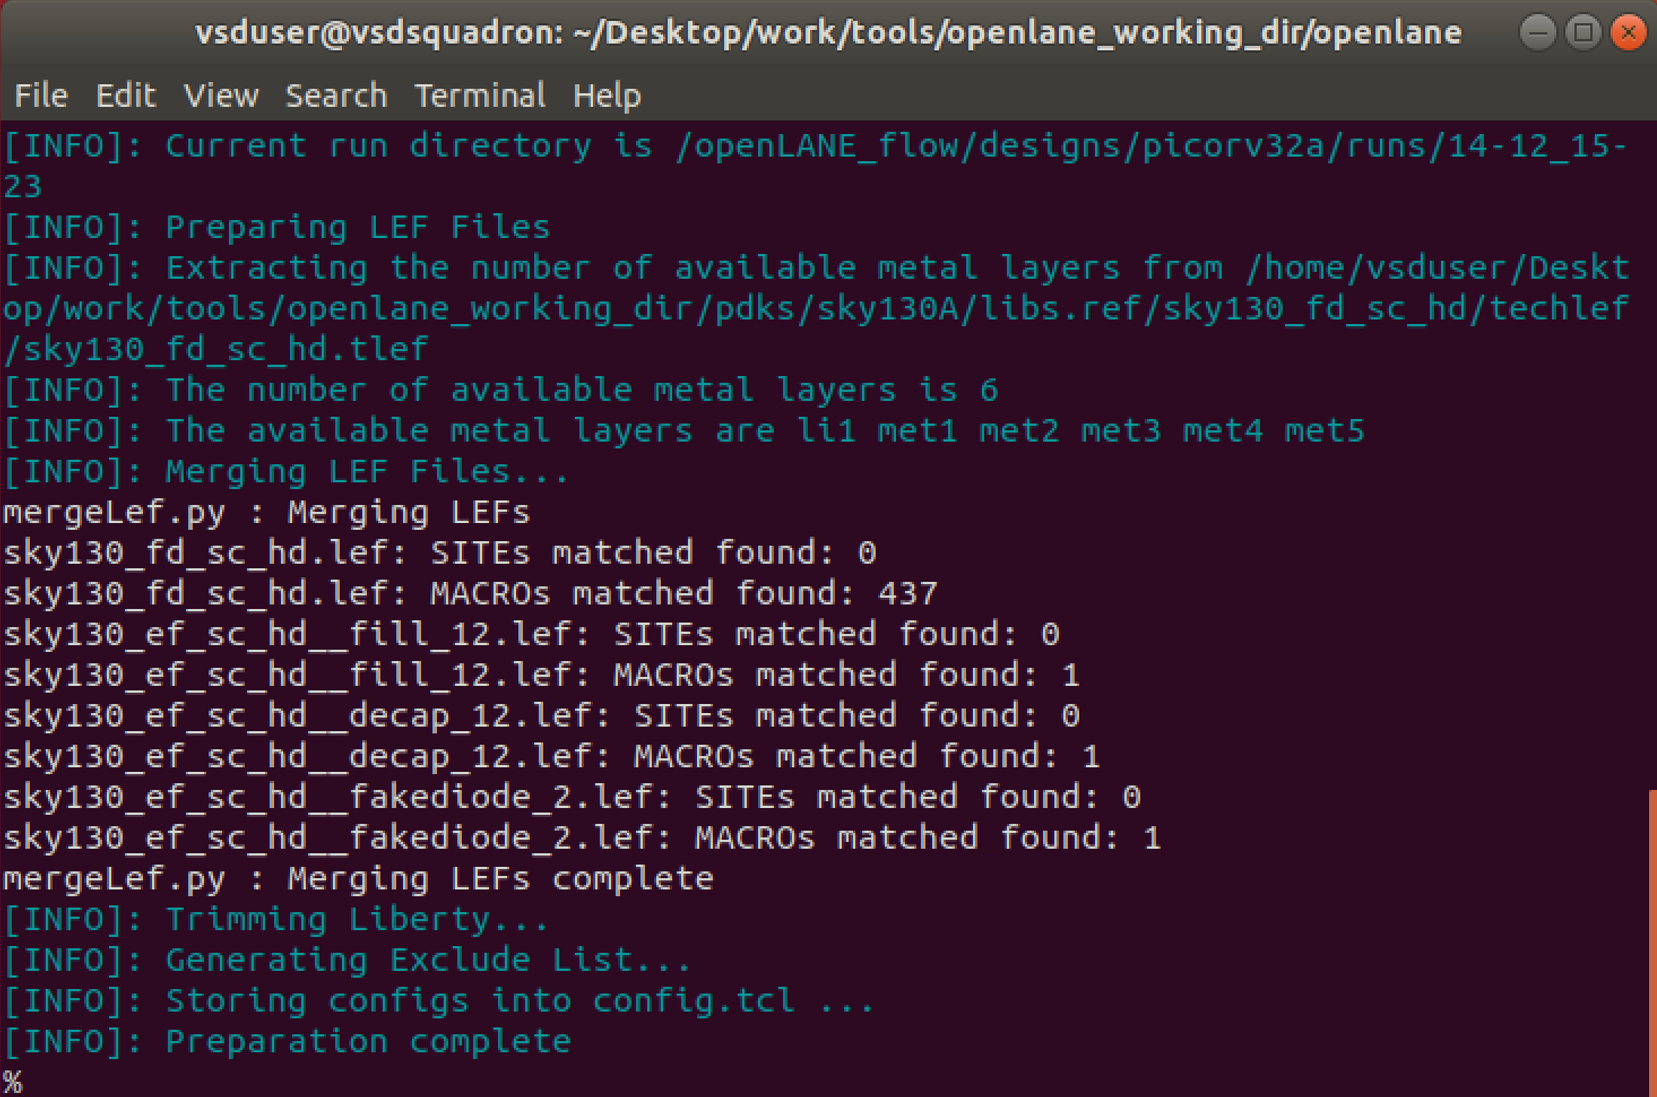 vsduser@vsdsquadron: ~/Desktop/work/tools/openlane_working_dir/openlane
File Edit View Search Terminal Help
[INFO]: Current run directory is /openLANE_flow/designs/picorv32a/runs/14-12_15-
23
[INFO]: Preparing LEF Files
[INFO]: Extracting the number of available metal layers from /home/vsduser/Deskt
op/work/tools/openlane_working_dir/pdks/sky130A/libs.ref/sky130_fd_sc_hd/techlef
/sky130_fd_sc_hd.tlef
[INFO]: The number of available metal layers is 6
[INFO]: The available metal layers are li1 met1 met2 met3 met4 met5
[INFO]: Merging LEF Files...
mergeLef.py : Merging LEFs
sky130_fd_sc_hd.lef: SITEs matched found: 0
sky130_fd_sc_hd.lef: MACROs matched found: 437
sky130_ef_sc_hd__fill_12.lef: SITEs matched found: 0
sky130_ef_sc_hd__fill_12.lef: MACROs matched found: 1
sky130_ef_sc_hd__decap_12.lef: SITEs matched found: 0
sky130_ef_sc_hd__decap_12.lef: MACROs matched found: 1
sky130_ef_sc_hd__fakediode_2.lef: SITEs matched found: 0
sky130_ef_sc_hd__fakediode_2.lef: MACROs matched found: 1
mergeLef.py : Merging LEFs complete
[INFO]: Trimming Liberty...
[INFO]: Generating Exclude List...
[INFO]: Storing configs into config.tcl ...
[INFO]: Preparation complete
%